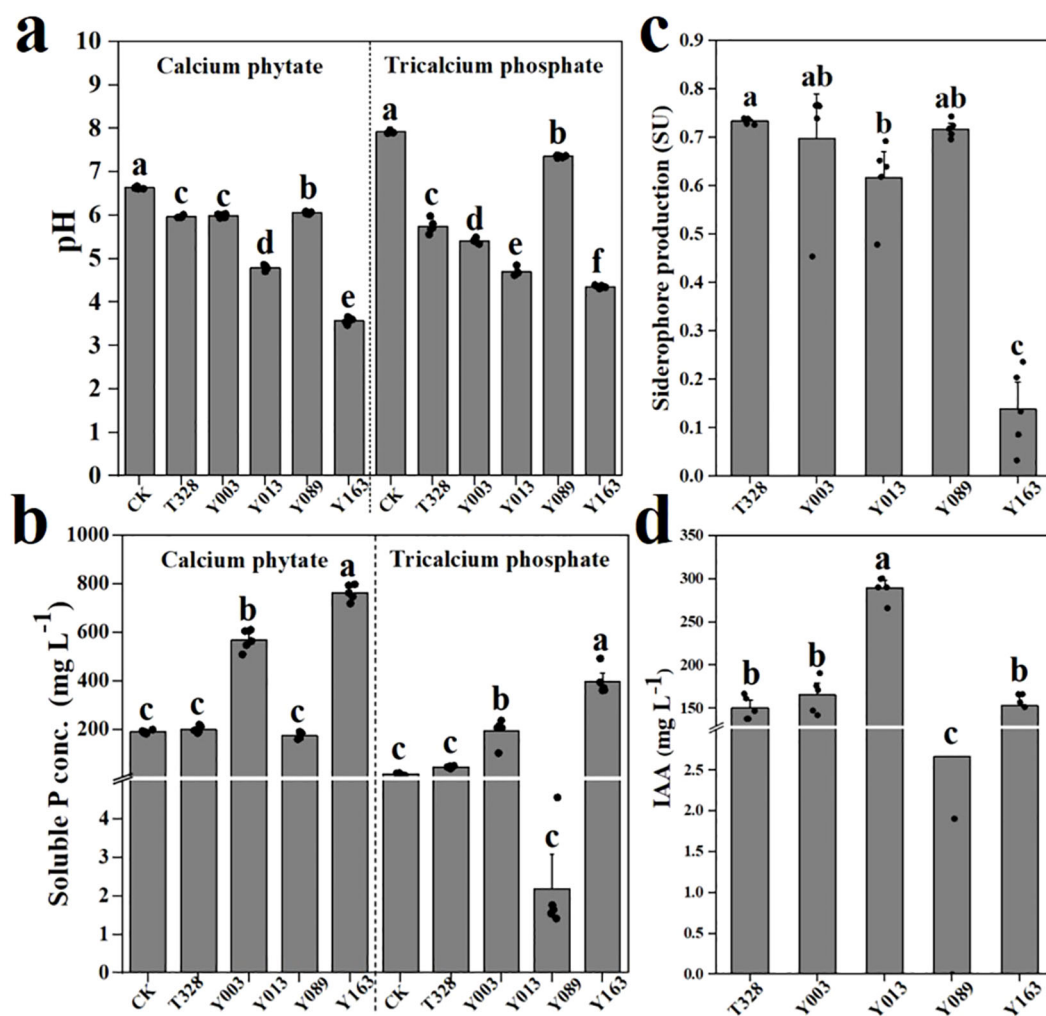 a
10
9
8
7
6
5
4
3
2
1
0
pH
Calcium phytate
Tricalcium phosphate
a
c
c
d
b
e
a
c
d
e
b
f
CK
T328
Y003
Y013
Y089
Y163
CK
T328
Y003
Y013
Y089
Y163
c
0.9
0.8
0.7
0.6
0.5
0.4
0.3
0.2
0.1
0.0
Siderophore production (SU)
a
ab
b
ab
c
T328
Y003
Y013
Y089
Y163
b
1000
800
600
400
200
4
3
2
1
0
Soluble P conc. (mg L⁻¹)
Calcium phytate
Tricalcium phosphate
c
c
b
c
a
c
c
b
c
a
CK
T328
Y003
Y013
Y089
Y163
CK
T328
Y003
Y013
Y089
Y163
d
350
300
250
200
150
2.5
2.0
1.5
1.0
0.5
0.0
IAA (mg L⁻¹)
b
b
a
c
b
T328
Y003
Y013
Y089
Y163